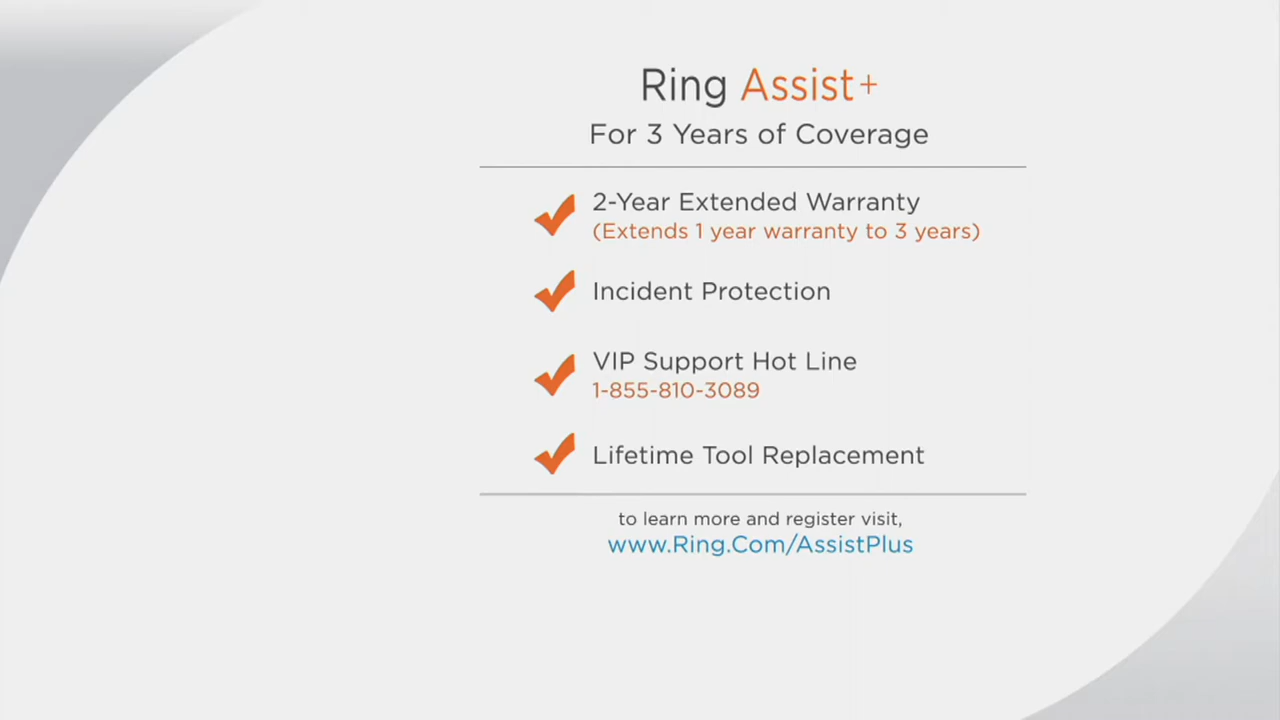 Ring Assist+
For 3 Years of Coverage
2-Year Extended Warranty
(Extends 1 year warranty to 3 years)
Incident Protection
VIP Support Hot Line
1-855-810-3089
Lifetime Tool Replacement
to learn more and register visit,
www.Ring.Com/AssistPlus